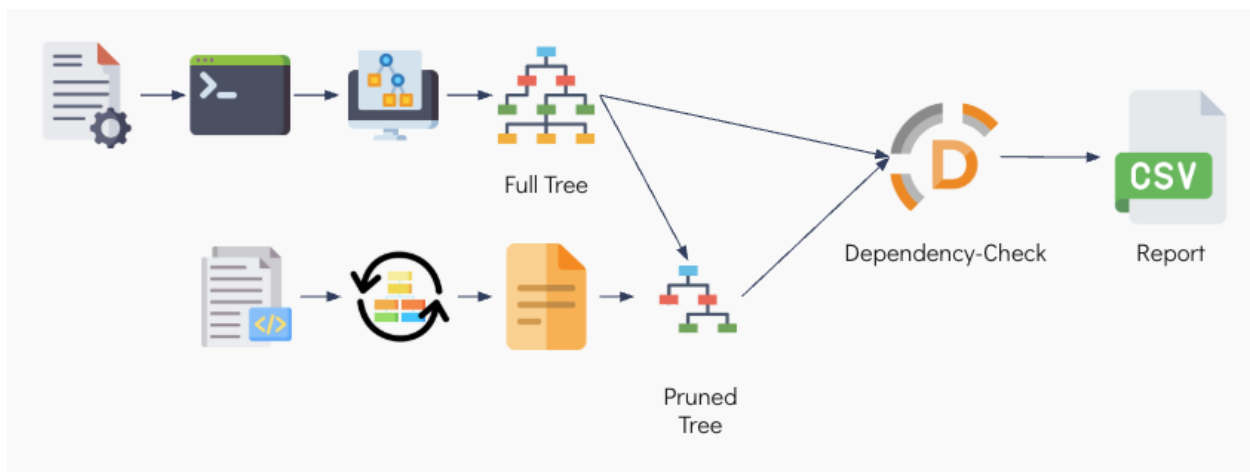 Full Tree
>_
</>
D
Dependency-Check
CSV
Report
Pruned
Tree